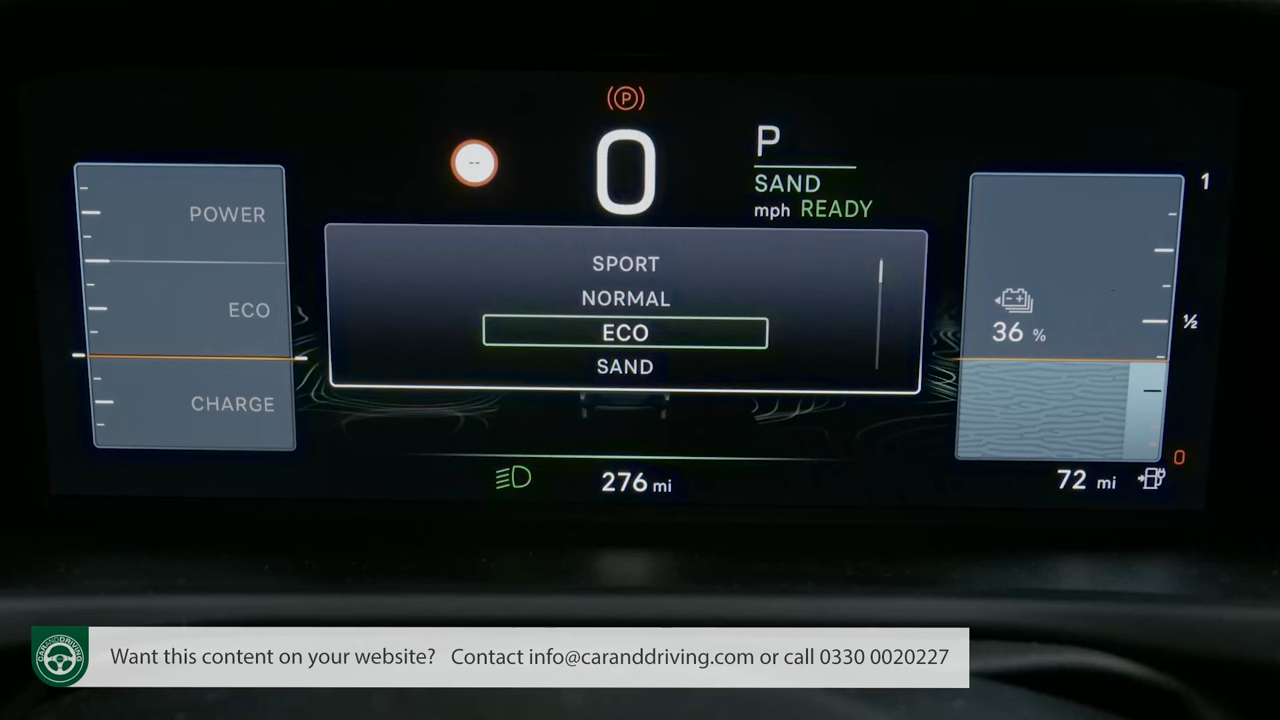 (P)
--
0
P
SAND
mph READY
POWER
ECO
CHARGE
SPORT
NORMAL
ECO
SAND
1
½
0
36 %
276 mi
72 mi
CARANDDRIVING
Want this content on your website? Contact info@caranddriving.com or call 0330 0020227